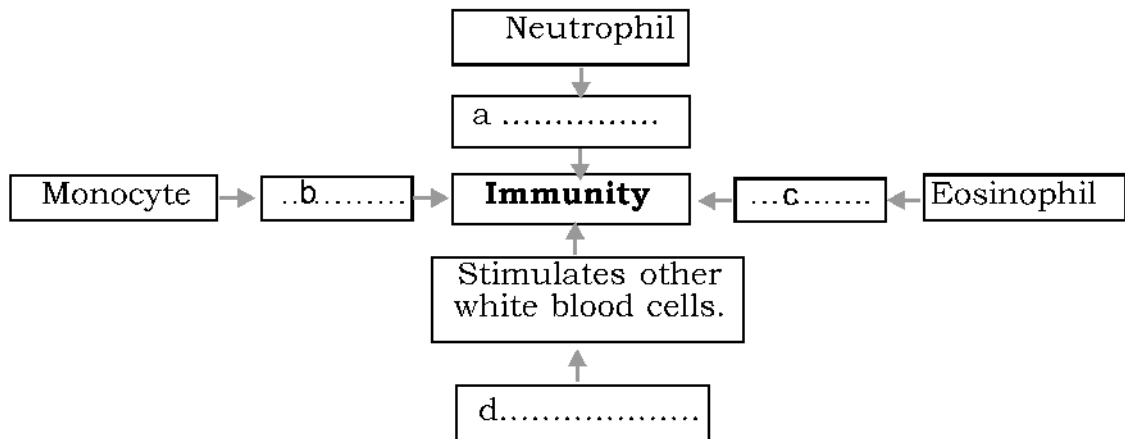 Neutrophil
a ...............
Monocyte
..b.........
Immunity
...c.......
Eosinophil
Stimulates other
white blood cells.
d...................